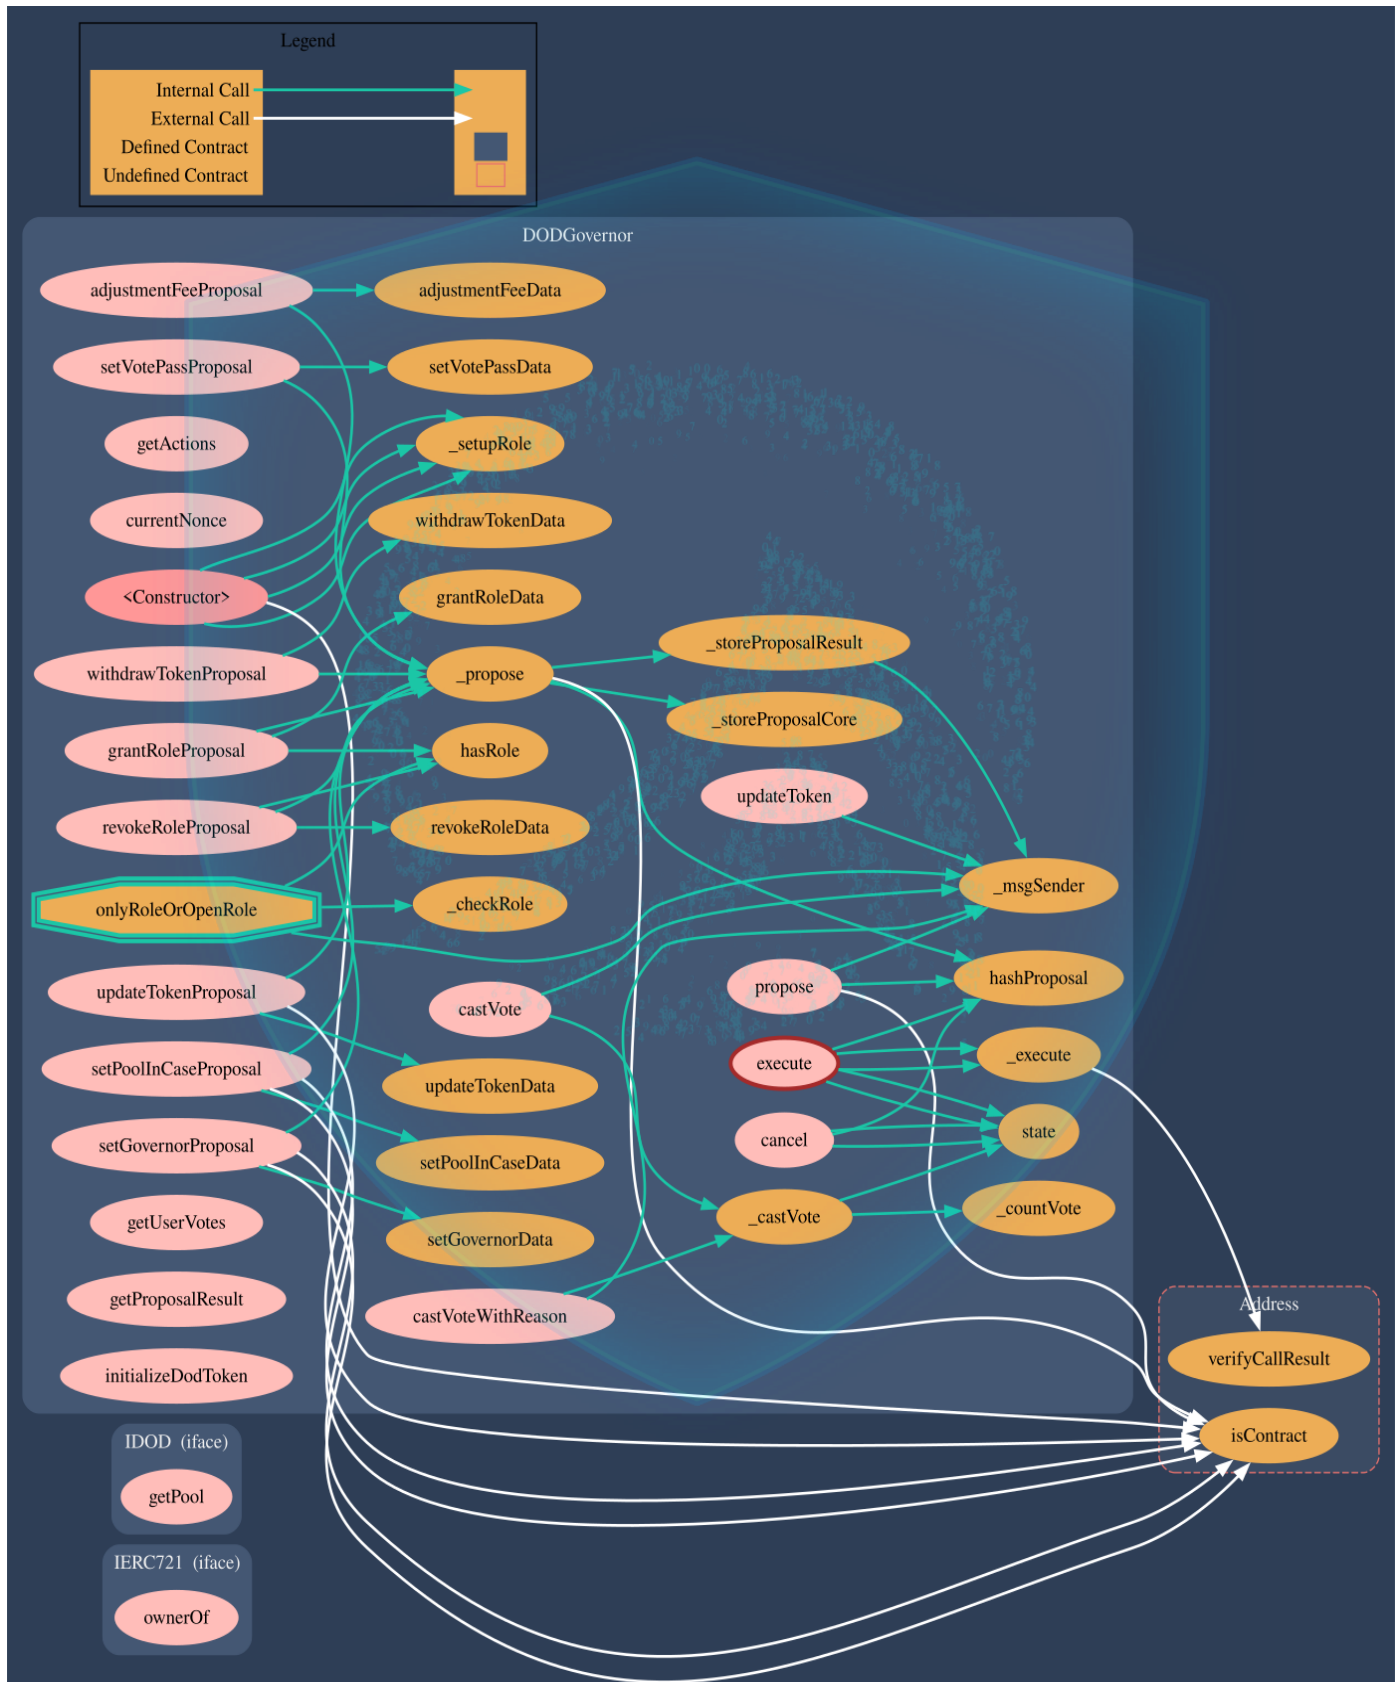 Legend
Internal Call
External Call
Defined Contract
Undefined Contract
DODGovernor
adjustmentFeeProposal
adjustmentFeeData
setVotePassProposal
setVotePassData
getActions
_setupRole
currentNonce
withdrawTokenData
<Constructor>
grantRoleData
_storeProposalResult
withdrawTokenProposal
_propose
_storeProposalCore
grantRoleProposal
hasRole
updateToken
revokeRoleProposal
revokeRoleData
_msgSender
onlyRoleOrOpenRole
_checkRole
updateTokenProposal
castVote
propose
hashProposal
setPoolInCaseProposal
updateTokenData
execute
_execute
setGovernorProposal
setPoolInCaseData
cancel
state
getUserVotes
setGovernorData
_castVote
_countVote
getProposalResult
castVoteWithReason
Address
verifyCallResult
initializeDodToken
isContract
IDOD (iface)
getPool
IERC721 (iface)
ownerOf